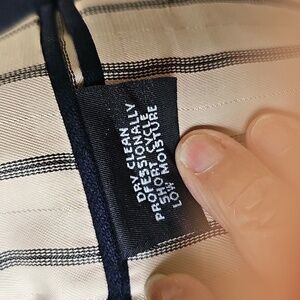 DRY CLEAN
PROFESSIONALLY
SHORT CYCLE
LOW MOISTURE